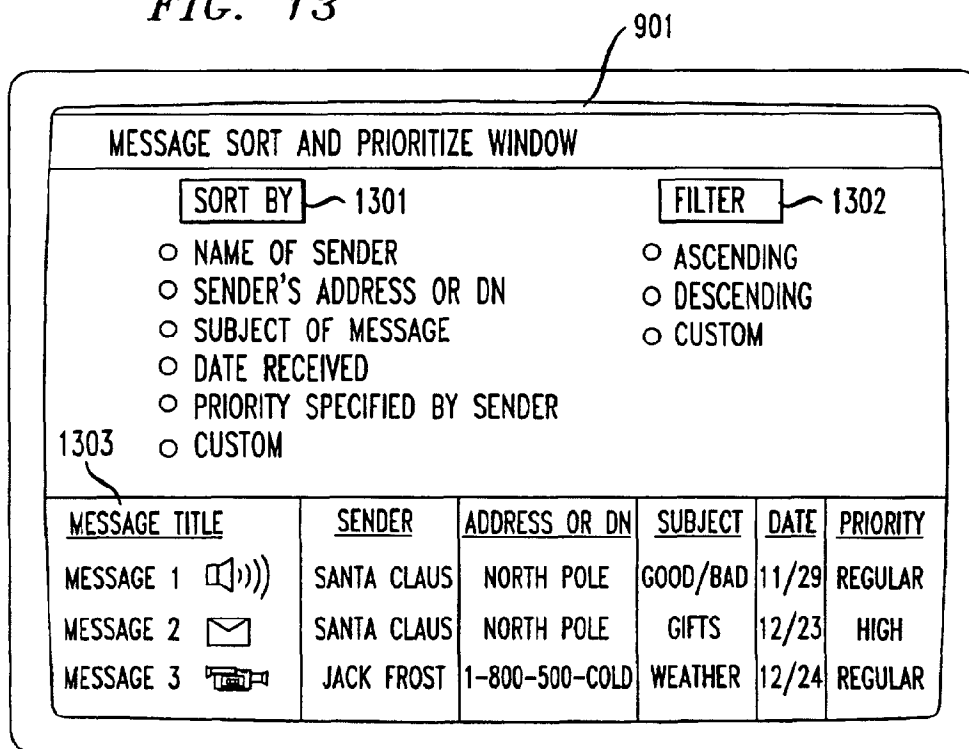 FIG. 13
901
MESSAGE SORT AND PRIORITIZE WINDOW
SORT BY 1301 FILTER 1302
NAME OF SENDER ASCENDING
SENDER'S ADDRESS OR DN DESCENDING
SUBJECT OF MESSAGE CUSTOM
DATE RECEIVED
PRIORITY SPECIFIED BY SENDER
1303 CUSTOM
MESSAGE TITLE SENDER ADDRESS OR DN SUBJECT DATE PRIORITY
MESSAGE 1 SANTA CLAUS NORTH POLE GOOD/BAD 11/29 REGULAR
MESSAGE 2 SANTA CLAUS NORTH POLE GIFTS 12/23 HIGH
MESSAGE 3 JACK FROST 1-800-500-COLD WEATHER 12/24 REGULAR